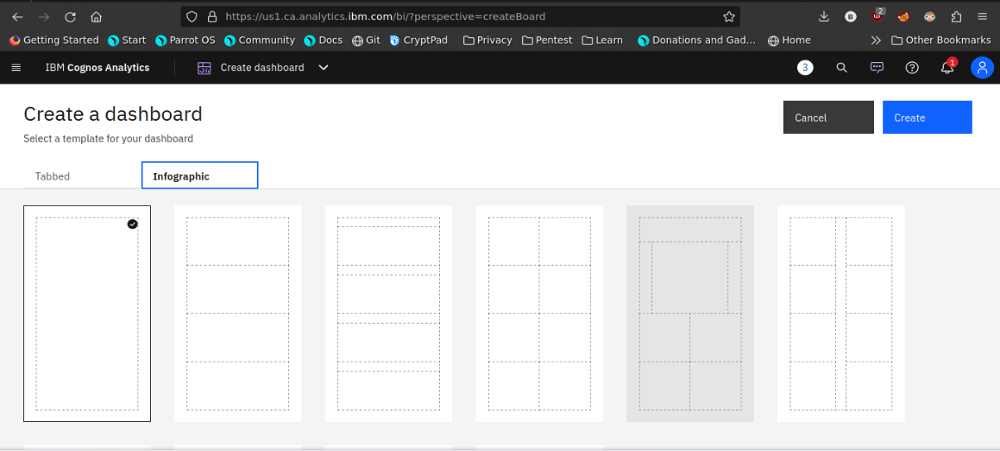 https://us1.ca.analytics.ibm.com/bi/?perspective=createBoard
2
Getting Started Start Parrot OS Community Docs Git CryptPad Privacy Pentest Learn Donations and Gad... Home Other Bookmarks
IBM Cognos Analytics Create dashboard 3 1
Create a dashboard
Cancel Create
Select a template for your dashboard
Tabbed Infographic